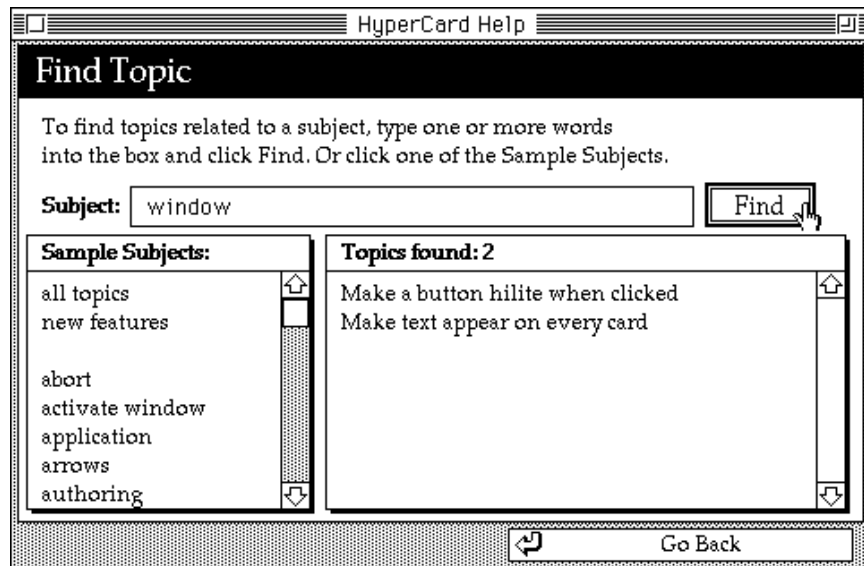 HyperCard Help
Find Topic
To find topics related to a subject, type one or more words
into the box and click Find. Or click one of the Sample Subjects.
Subject: window Find
Sample Subjects:
all topics
new features
abort
activate window
application
arrows
authoring
Topics found: 2
Make a button hilite when clicked
Make text appear on every card
Go Back